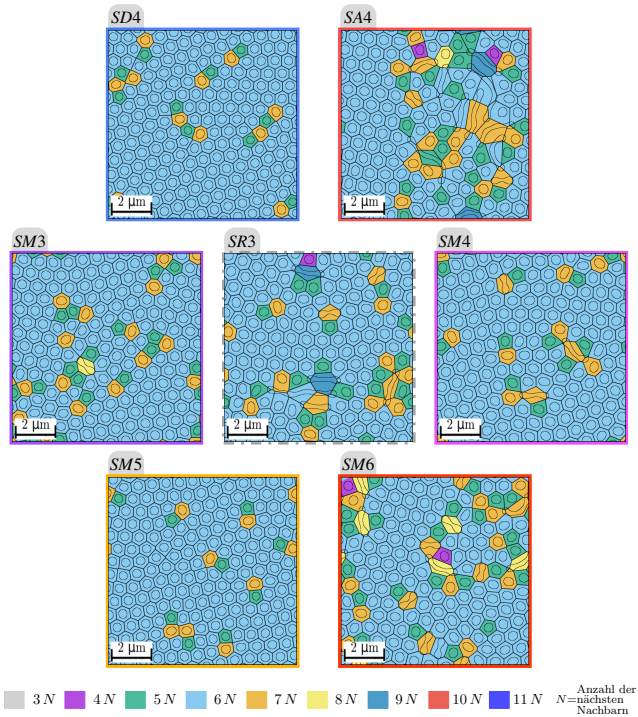 SD4 SA4
2 µm 2 µm
SM3 SR3 SM4
2 µm 2 µm 2 µm
SM5 SM6
2 µm 2 µm
3 N 4 N 5 N 6 N 7 N 8 N 9 N 10 N 11 N N=Anzahl der nächsten Nachbarn